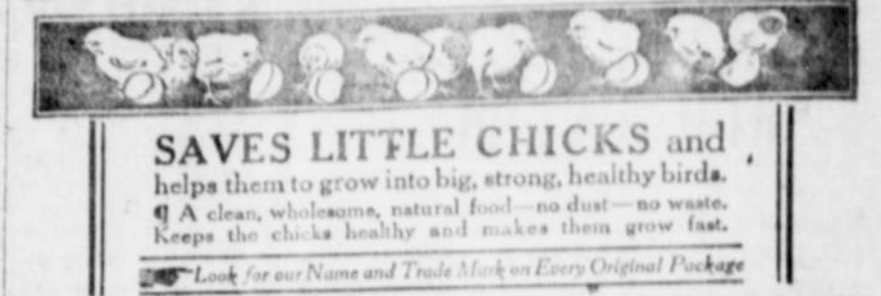 SAVES LITTLE CHICKS and
helps them to grow into big, strong, healthy birds.
¶ A clean, wholesome, natural food—no dust—no waste.
Keeps the chicks healthy and makes them grow fast.
Look for our Name and Trade Mark on Every Original Package